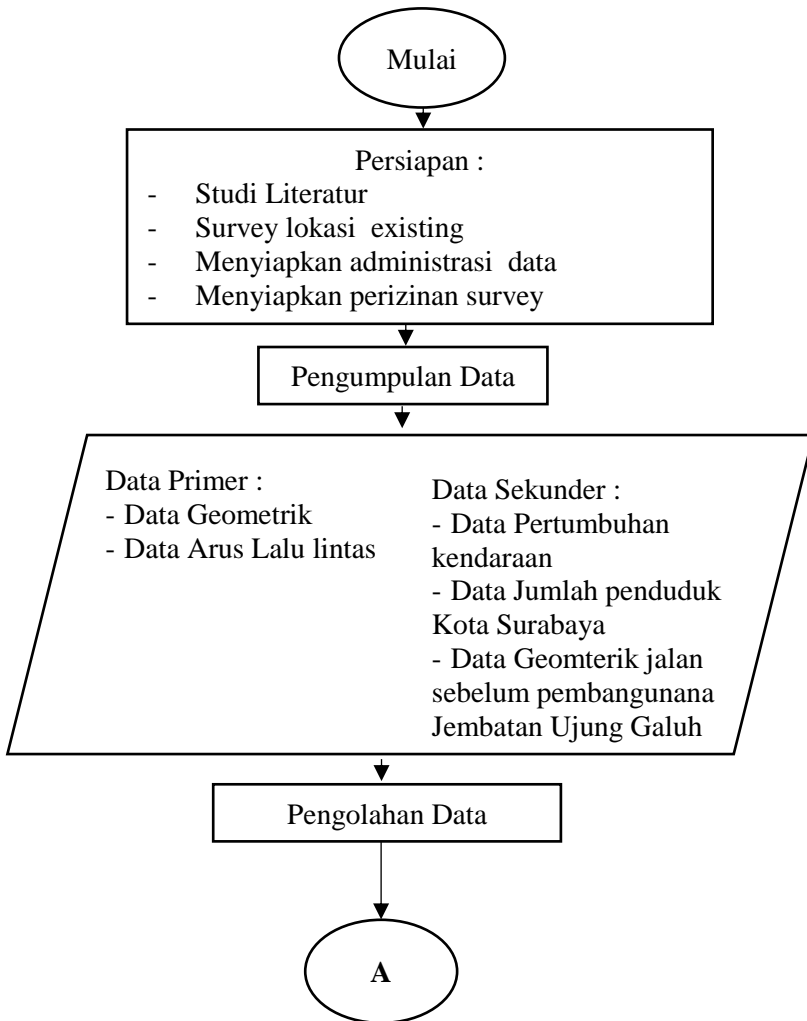 Mulai
Persiapan :
- Studi Literatur
- Survey lokasi existing
- Menyiapkan administrasi data
- Menyiapkan perizinan survey
Pengumpulan Data
Data Primer :
- Data Geometrik
- Data Arus Lalu lintas
Data Sekunder :
- Data Pertumbuhan
kendaraan
- Data Jumlah penduduk
Kota Surabaya
- Data Geomterik jalan
sebelum pembangunana
Jembatan Ujung Galuh
Pengolahan Data
A